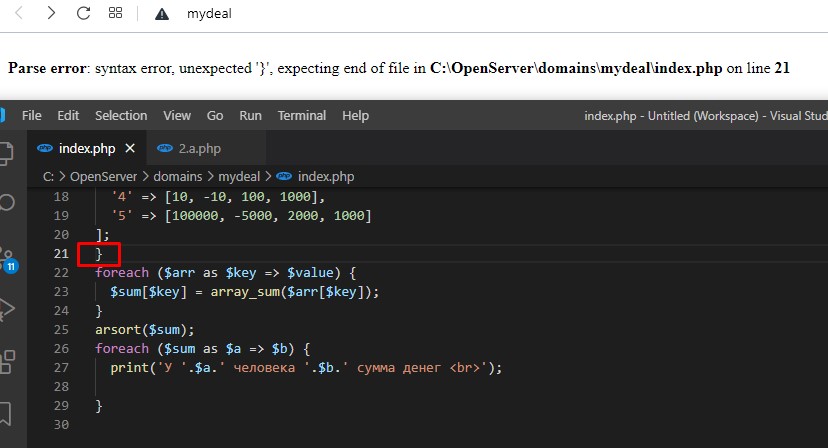 mydeal
Parse error: syntax error, unexpected '}', expecting end of file in C:\OpenServer\domains\mydeal\index.php on line 21
File Edit Selection View Go Run Terminal Help index.php - Untitled (Workspace) - Visual Stud
php index.php × php 2.a.php
C: > OpenServer > domains > mydeal > php index.php
18 '4' => [10, -10, 100, 1000],
19 '5' => [100000, -5000, 2000, 1000]
20 ];
21 }
22 foreach ($arr as $key => $value) {
23 $sum[$key] = array_sum($arr[$key]);
24 }
25 arsort($sum);
26 foreach ($sum as $a => $b) {
27 print('У '.$a.' человека '.$b.' сумма денег <br>');
28
29 }
30
11